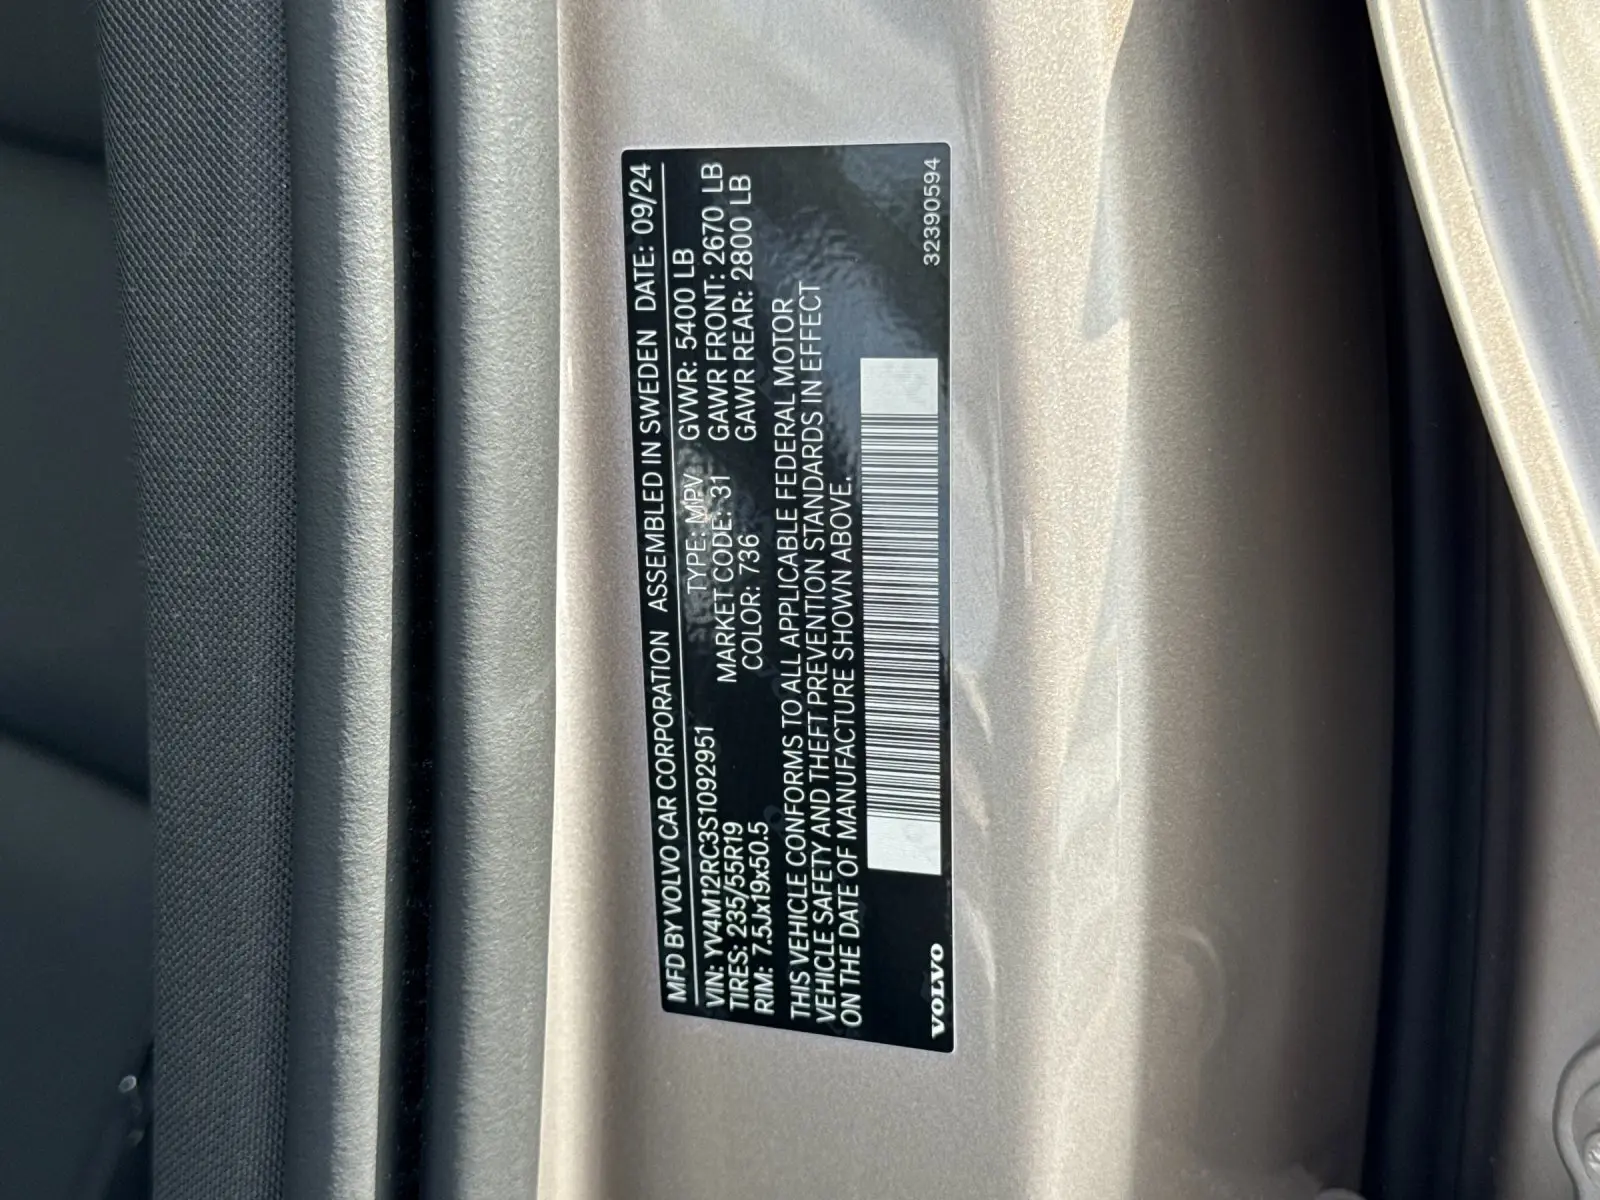 MFD BY VOLVO CAR CORPORATION ASSEMBLED IN SWEDEN DATE: 09/24
VIN: YV4M12RC3S1092951 TYPE: MPV GVWR: 5400 LB
TIRES: 235/55R19 MARKET CODE: 31 GAWR FRONT: 2670 LB
RIM: 7.5Jx19x50.5 COLOR: 736 GAWR REAR: 2800 LB
THIS VEHICLE CONFORMS TO ALL APPLICABLE FEDERAL MOTOR
VEHICLE SAFETY AND THEFT PREVENTION STANDARDS IN EFFECT
ON THE DATE OF MANUFACTURE SHOWN ABOVE.
VOLVO 32390594